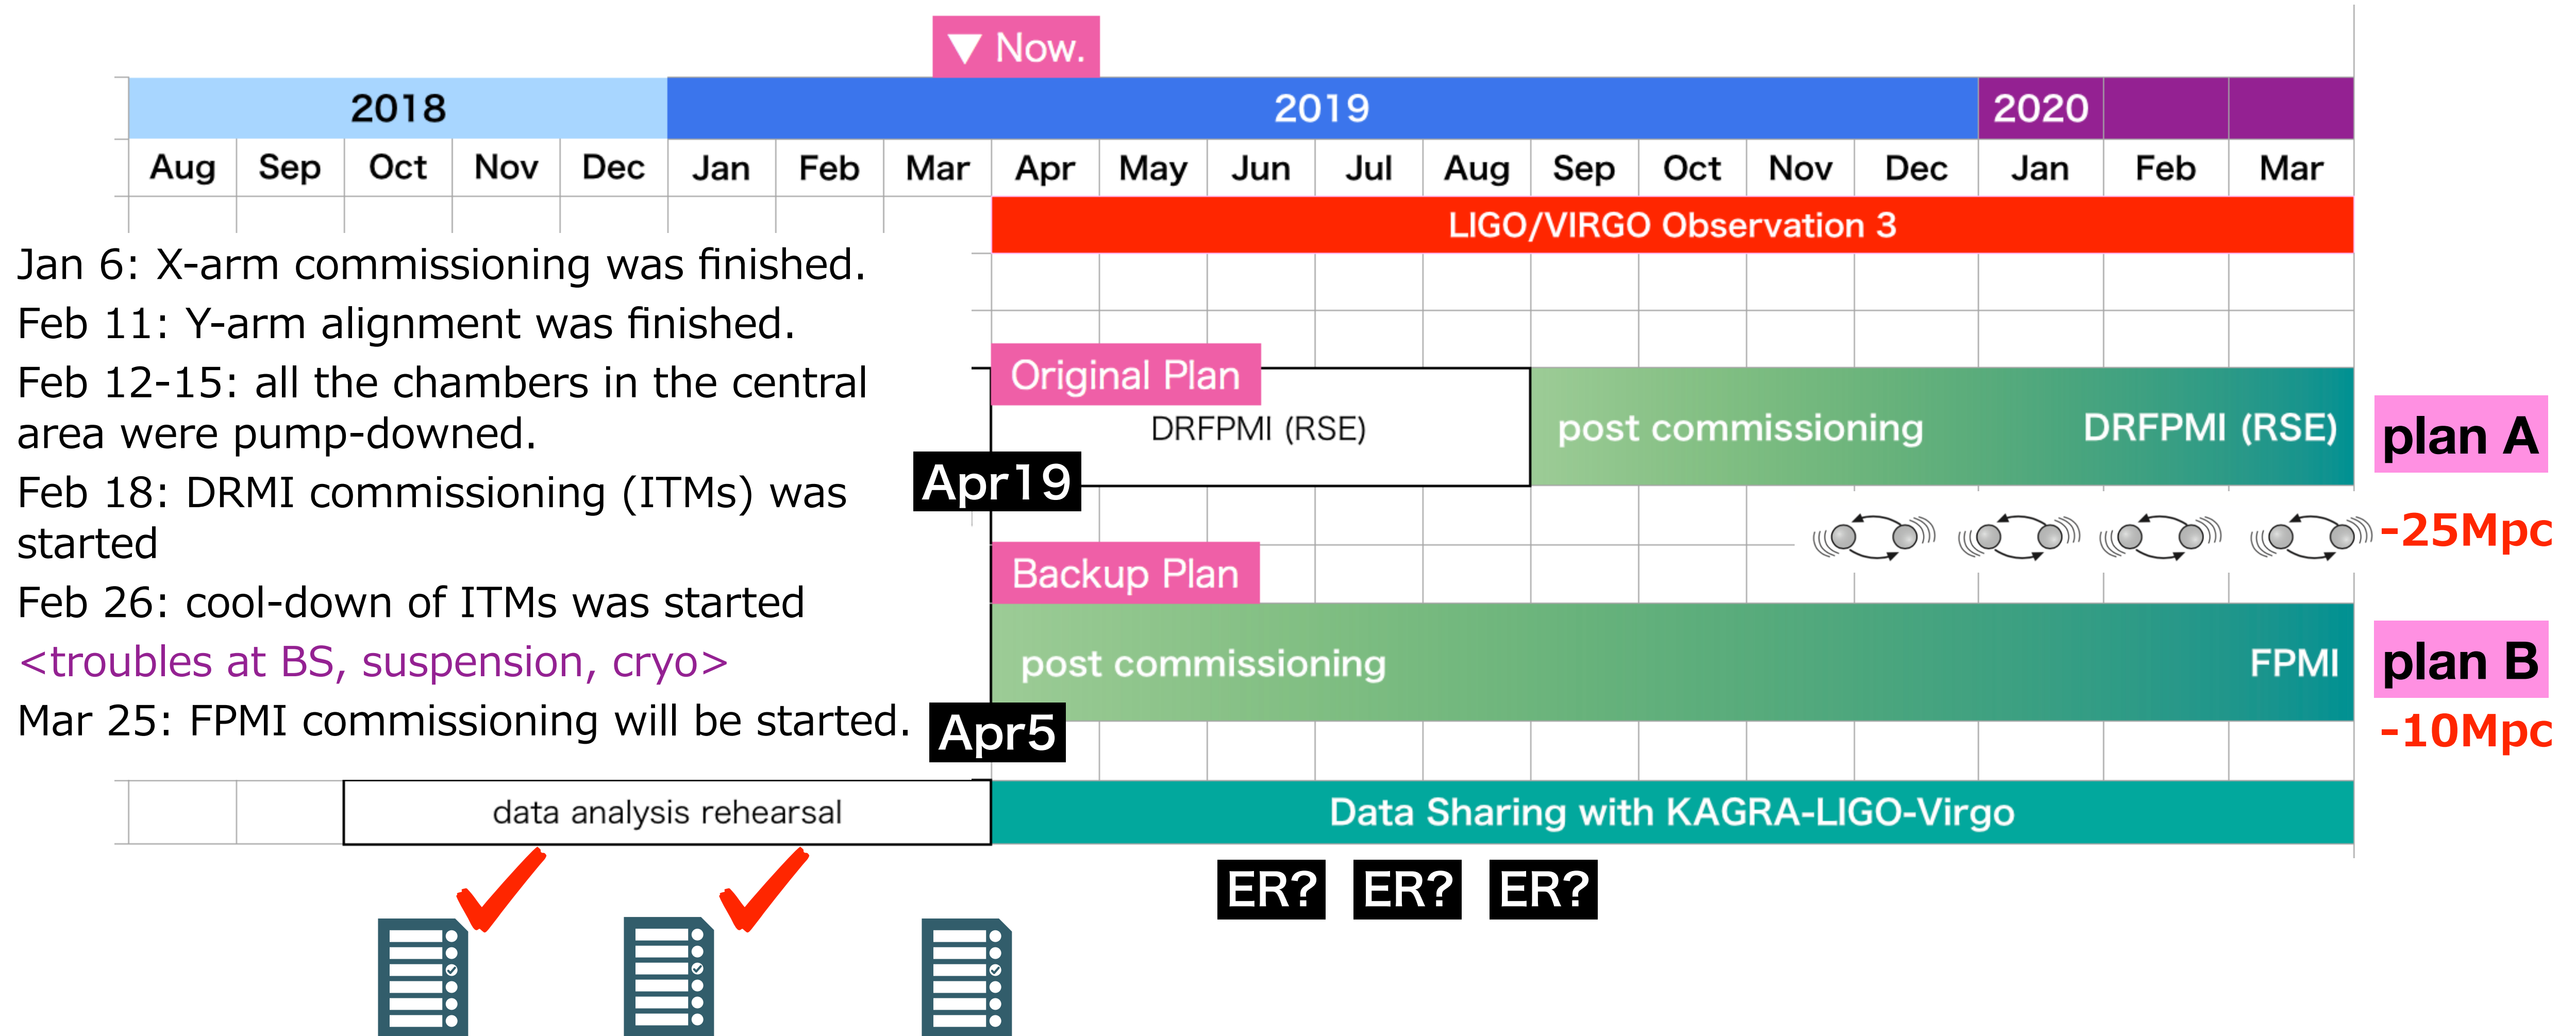 ▼ Now.
2018 2019 2020
Aug Sep Oct Nov Dec Jan Feb Mar Apr May Jun Jul Aug Sep Oct Nov Dec Jan Feb Mar
LIGO/VIRGO Observation 3
Jan 6: X-arm commissioning was finished.
Feb 11: Y-arm alignment was finished.
Feb 12-15: all the chambers in the central
area were pump-downed.
Feb 18: DRMI commissioning (ITMs) was
started
Feb 26: cool-down of ITMs was started
<troubles at BS, suspension, cryo>
Mar 25: FPMI commissioning will be started.
Original Plan
DRFPMI (RSE)
post commissioning
DRFPMI (RSE)
plan A
Apr19
-25Mpc
Backup Plan
post commissioning
FPMI
plan B
Apr5
-10Mpc
data analysis rehearsal
Data Sharing with KAGRA-LIGO-Virgo
ER? ER? ER?